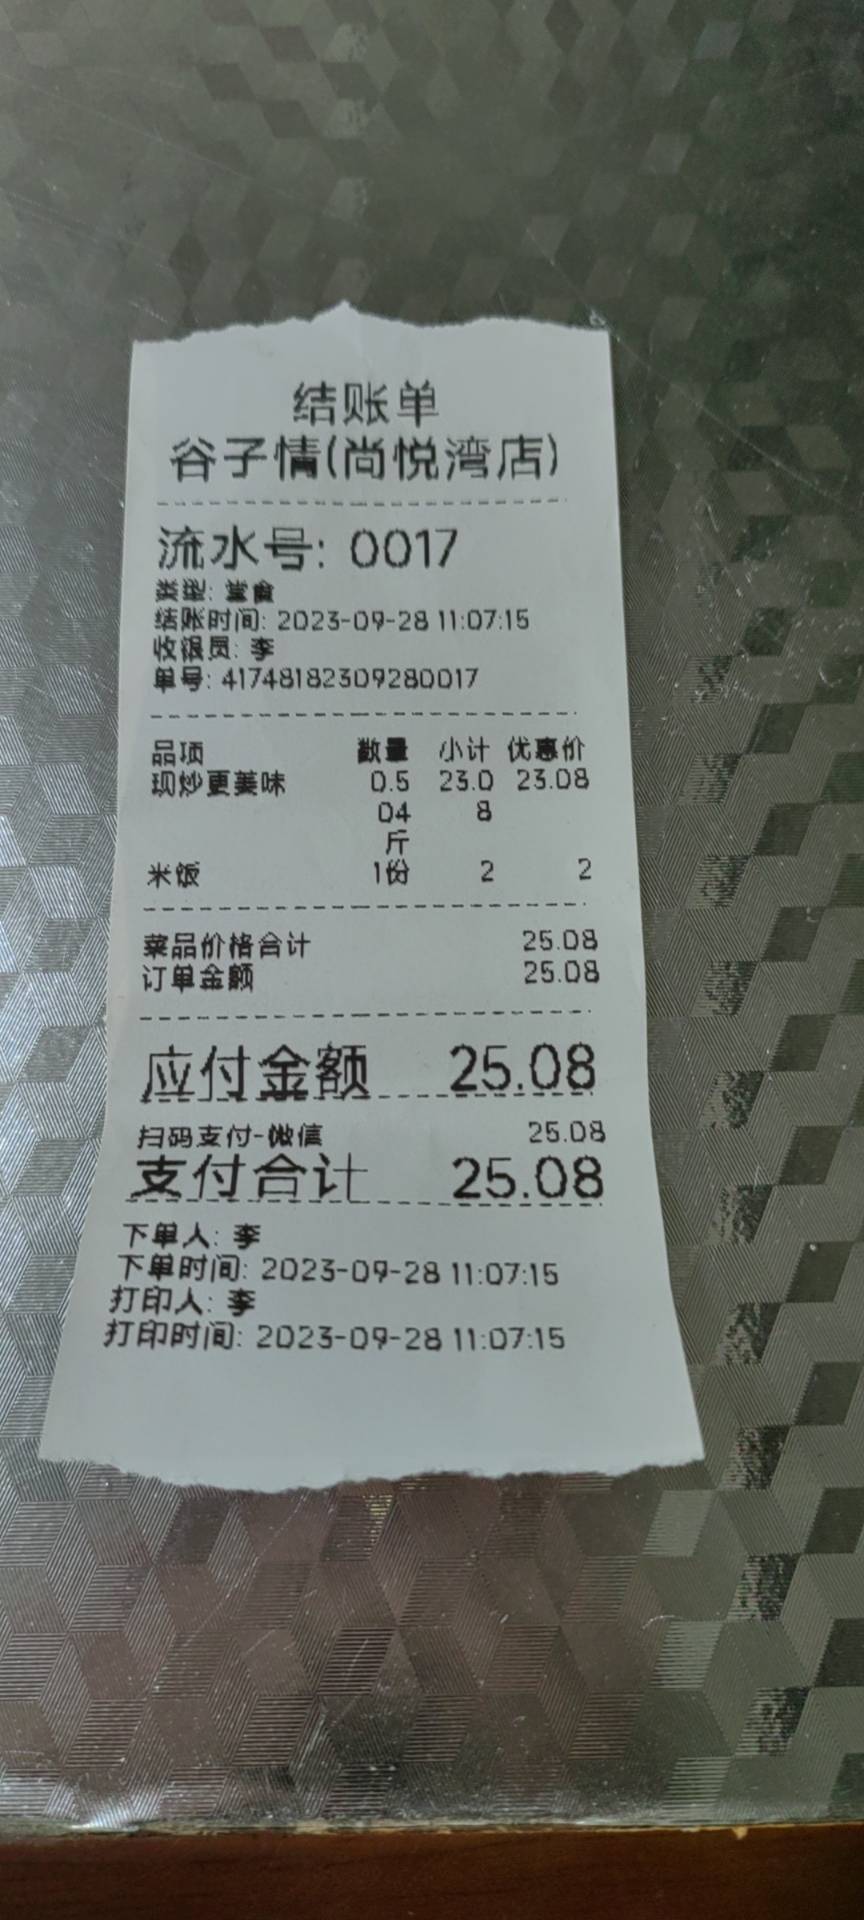 结账单
谷子情(尚悦湾店)
流水号: 0017
类型: 堂食
结账时间: 2023-09-28 11:07:15
收银员: 李
单号: 41748182309280017
品项 数量 小计 优惠价
现炒更美味 0.5 23.0 23.08
04 8
斤
米饭 1份 2 2
菜品价格合计 25.08
订单金额 25.08
应付金额 25.08
扫码支付-微信 25.08
支付合计 25.08
下单人: 李
下单时间: 2023-09-28 11:07:15
打印人: 李
打印时间: 2023-09-28 11:07:15